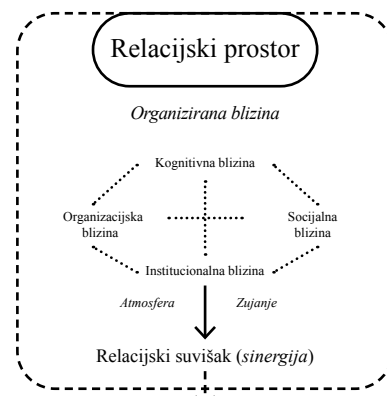 Relacijski prostor
Organizirana blizina
Kognitivna blizina
Organizacijska
blizina
Socijalna
blizina
Institucionalna blizina
Atmosfera Zujanje
Relacijski suvišak (sinergija)